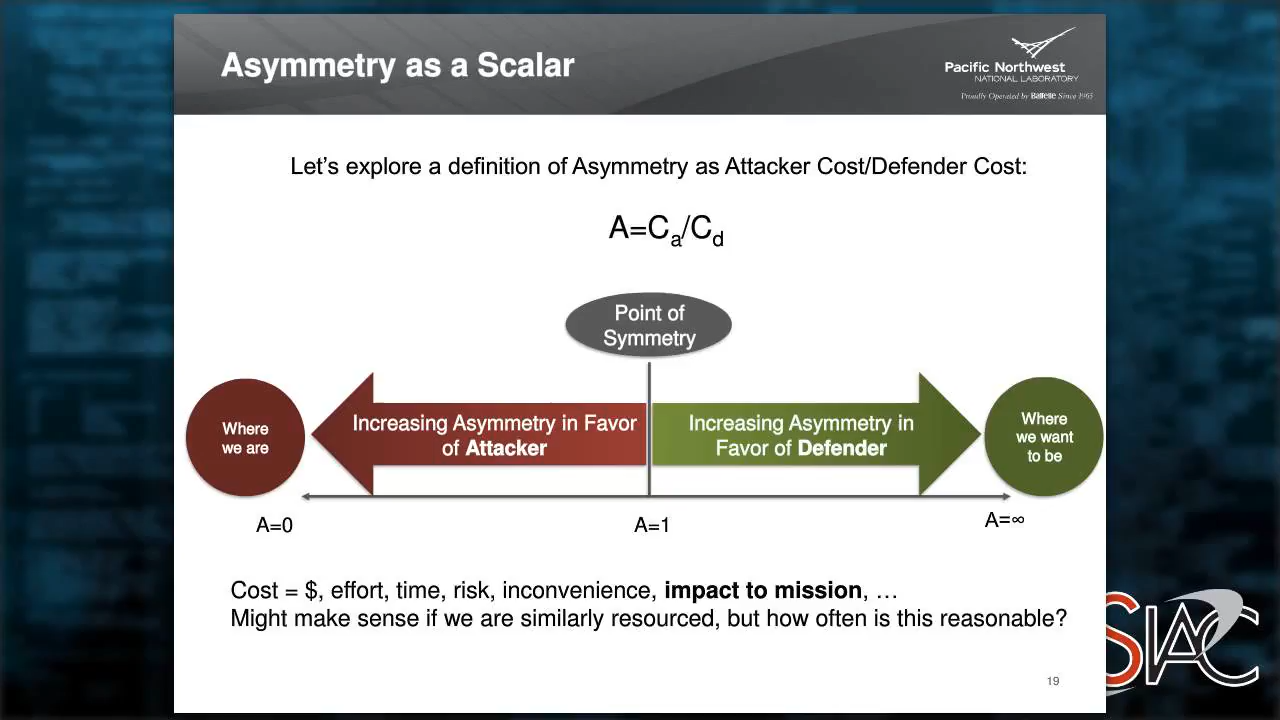 Asymmetry as a Scalar
Pacific Northwest
NATIONAL LABORATORY
Proudly Operated by Battelle Since 1965
Let's explore a definition of Asymmetry as Attacker Cost/Defender Cost:
A=Ca/Cd
Point of
Symmetry
Where
we are
Increasing Asymmetry in Favor
of Attacker
Increasing Asymmetry in
Favor of Defender
Where
we want
to be
A=0
A=1
A=∞
Cost = $, effort, time, risk, inconvenience, impact to mission, …
Might make sense if we are similarly resourced, but how often is this reasonable?
SIAC
19